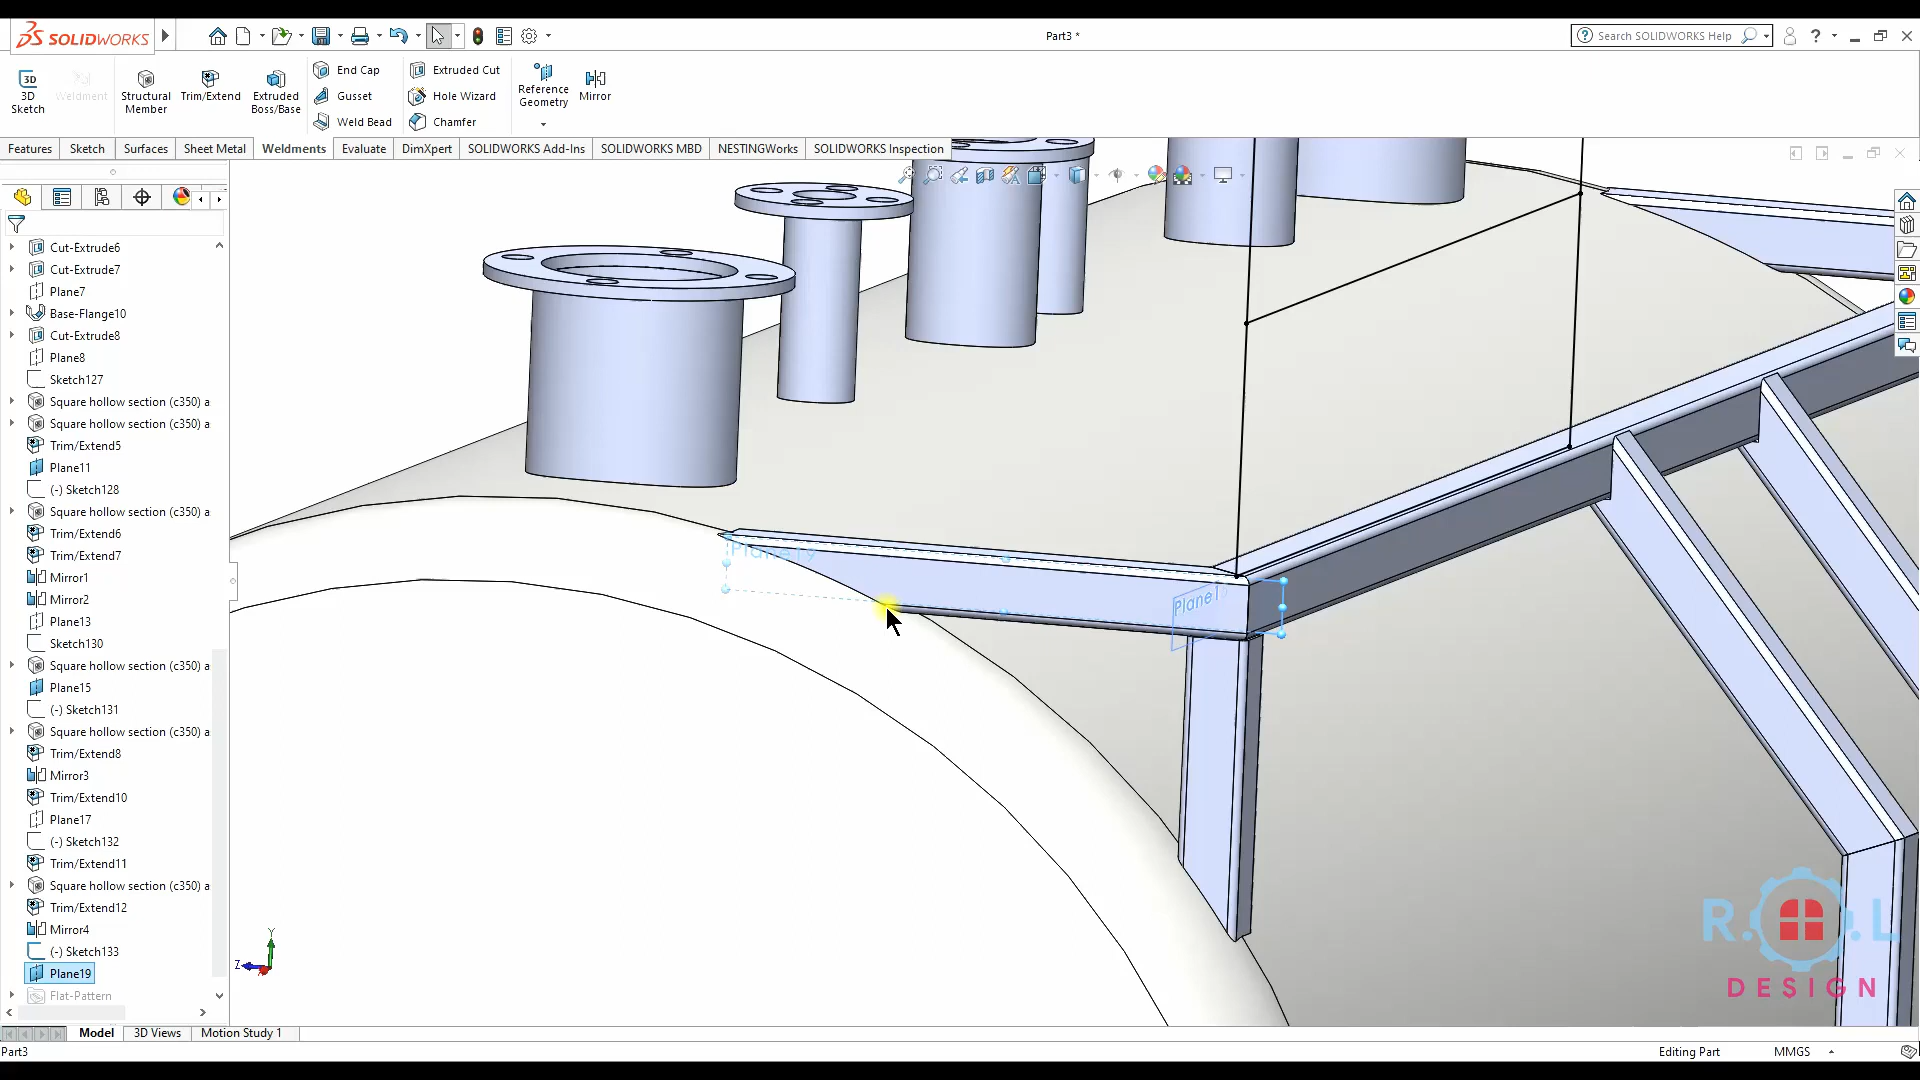 SOLIDWORKS
Part3 *
Search SOLIDWORKS Help
3D
Sketch
Weldment
Structural
Member
Trim/Extend
Extruded
Boss/Base
End Cap
Gusset
Weld Bead
Extruded Cut
Hole Wizard
Chamfer
Reference
Geometry
Mirror
Features
Sketch
Surfaces
Sheet Metal
Weldments
Evaluate
DimXpert
SOLIDWORKS Add-Ins
SOLIDWORKS MBD
NESTINGWorks
SOLIDWORKS Inspection
Cut-Extrude6
Cut-Extrude7
Plane7
Base-Flange10
Cut-Extrude8
Plane8
Sketch127
Square hollow section (c350) a
Square hollow section (c350) a
Trim/Extend5
Plane11
(-) Sketch128
Square hollow section (c350) a
Trim/Extend6
Trim/Extend7
Mirror1
Mirror2
Plane13
Sketch130
Square hollow section (c350) a
Plane15
(-) Sketch131
Square hollow section (c350) a
Trim/Extend8
Mirror3
Trim/Extend10
Plane17
(-) Sketch132
Trim/Extend11
Square hollow section (c350) a
Trim/Extend12
Mirror4
(-) Sketch133
Plane19
Flat-Pattern
Plane19
Y
Z
R. .L
DESIGN
Model
3D Views
Motion Study 1
Part3
Editing Part
MMGS